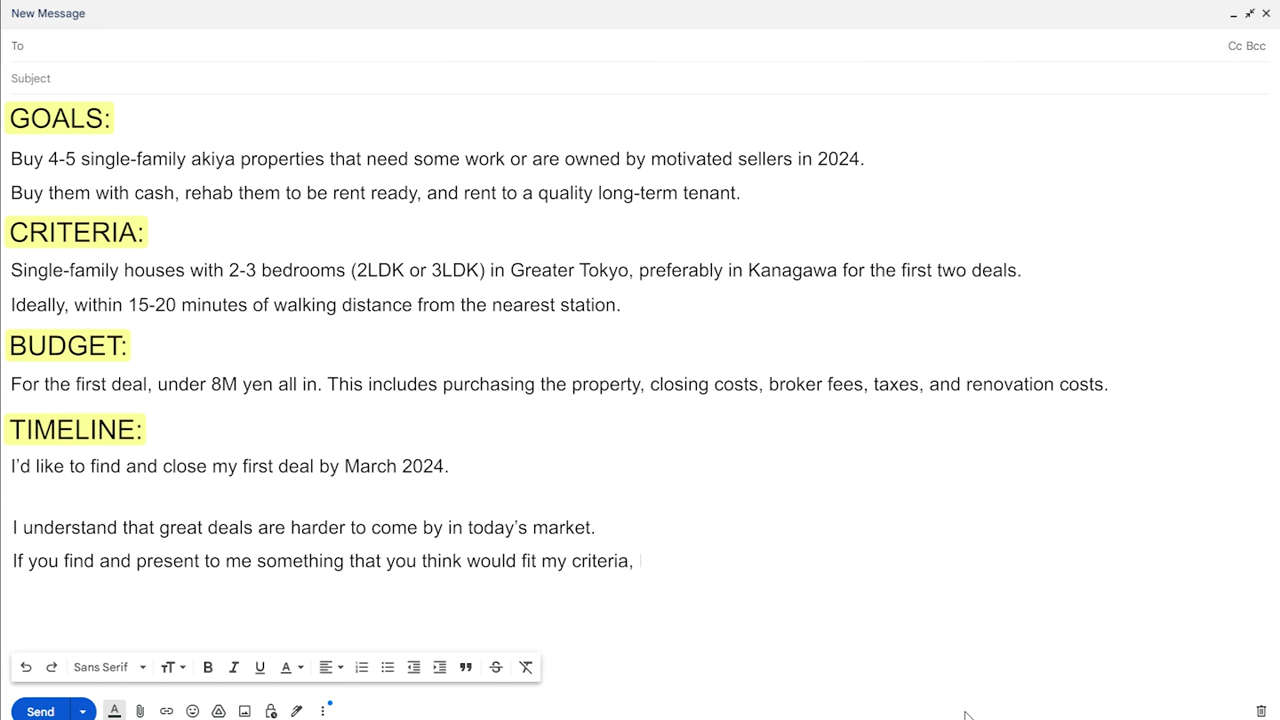 New Message
To
Cc Bcc
Subject
GOALS:
Buy 4-5 single-family akiya properties that need some work or are owned by motivated sellers in 2024.
Buy them with cash, rehab them to be rent ready, and rent to a quality long-term tenant.
CRITERIA:
Single-family houses with 2-3 bedrooms (2LDK or 3LDK) in Greater Tokyo, preferably in Kanagawa for the first two deals.
Ideally, within 15-20 minutes of walking distance from the nearest station.
BUDGET:
For the first deal, under 8M yen all in. This includes purchasing the property, closing costs, broker fees, taxes, and renovation costs.
TIMELINE:
I'd like to find and close my first deal by March 2024.
I understand that great deals are harder to come by in today's market.
If you find and present to me something that you think would fit my criteria,
Sans Serif
Send